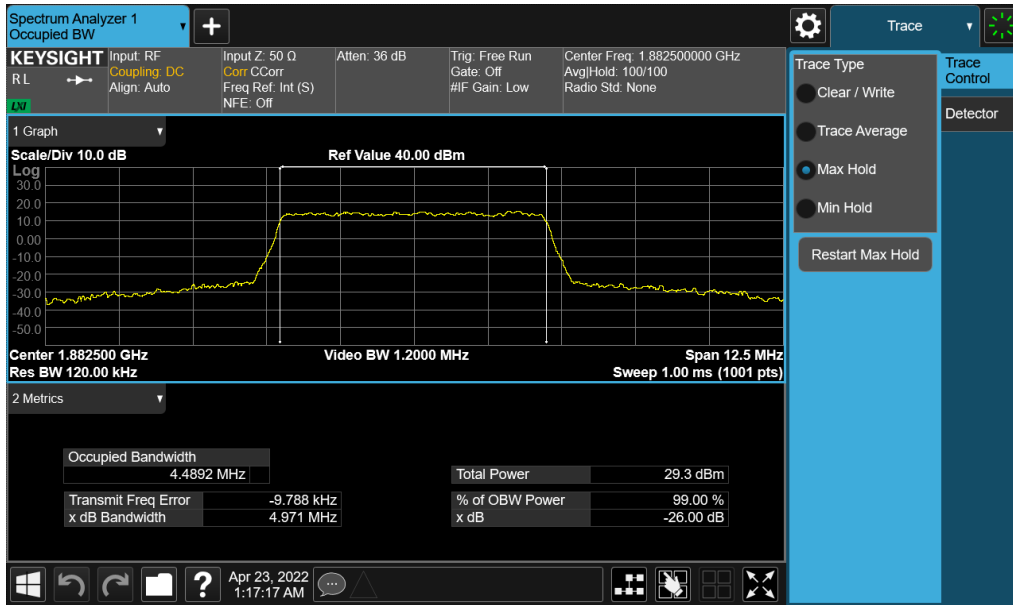 Spectrum Analyzer 1
Occupied BW
+
Trace
KEYSIGHT
R L
LXI
Input: RF
Coupling: DC
Align: Auto
Input Z: 50 Ω
Corr CCorr
Freq Ref: Int (S)
NFE: Off
Atten: 36 dB
Trig: Free Run
Gate: Off
#IF Gain: Low
Center Freq: 1.882500000 GHz
Avg|Hold: 100/100
Radio Std: None
Trace Type
Clear / Write
Trace Average
Max Hold
Min Hold
Restart Max Hold
Trace
Control
Detector
1 Graph
Scale/Div 10.0 dB
Ref Value 40.00 dBm
Log
30.0
20.0
10.0
0.00
-10.0
-20.0
-30.0
-40.0
-50.0
Center 1.882500 GHz
Video BW 1.2000 MHz
Span 12.5 MHz
Res BW 120.00 kHz
Sweep 1.00 ms (1001 pts)
2 Metrics
Occupied Bandwidth
4.4892 MHz
Total Power 29.3 dBm
Transmit Freq Error -9.788 kHz
% of OBW Power 99.00 %
x dB Bandwidth 4.971 MHz
x dB -26.00 dB
?
Apr 23, 2022
1:17:17 AM